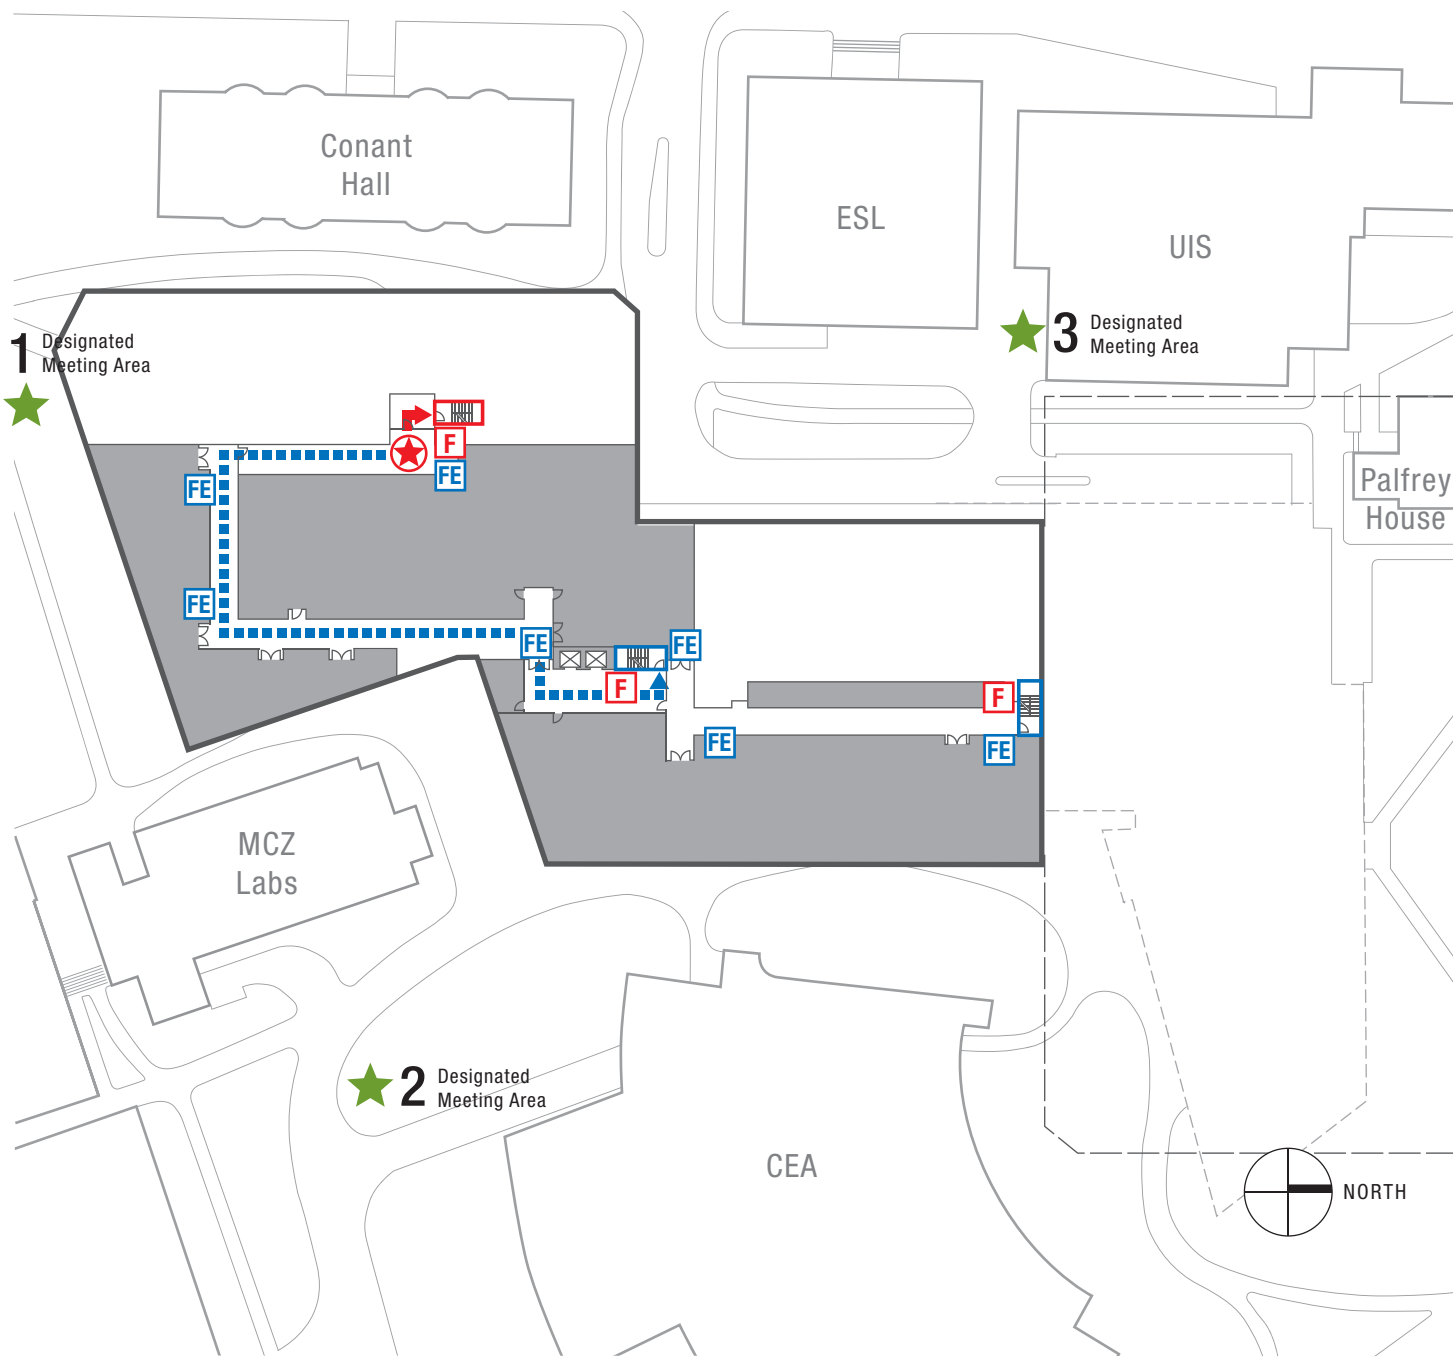 Conant
Hall
ESL
UIS
1 Designated
Meeting Area
3 Designated
Meeting Area
F
FE
FE
Palfrey
House
FE
FE
FE
F
F
FE
FE
MCZ
Labs
2 Designated
Meeting Area
CEA
NORTH